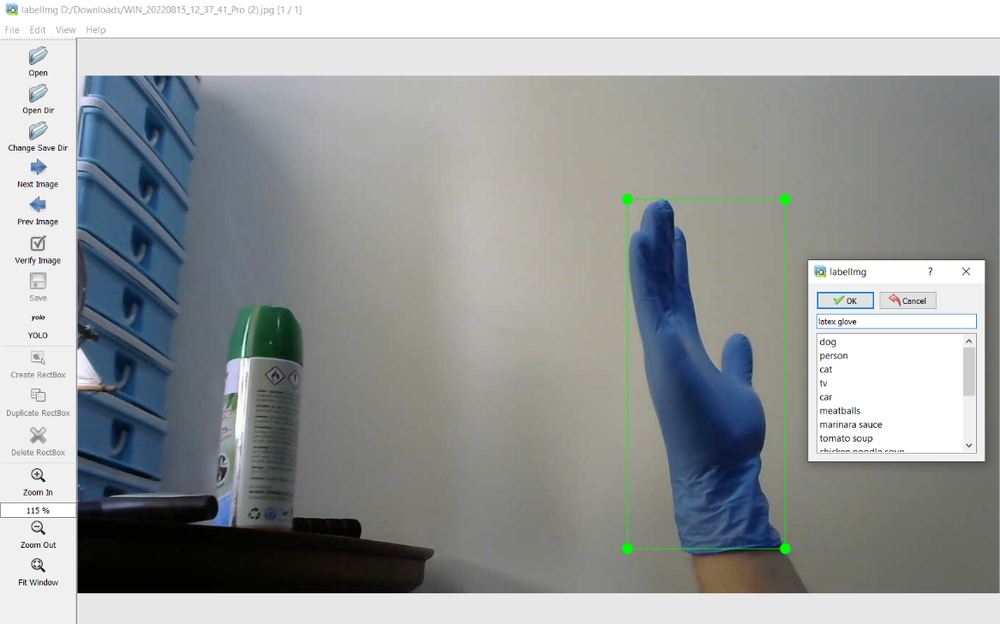 labelImg D:/Downloads/WIN_20220815_12_37_41_Pro (2).jpg [1 / 1]
File Edit View Help
Open
Open Dir
Change Save Dir
Next Image
Prev Image
Verify Image
Save
yolo
YOLO
Create RectBox
Duplicate RectBox
Delete RectBox
Zoom In
115 %
Zoom Out
Fit Window
labelImg ?
OK Cancel
latex glove
dog
person
cat
tv
car
meatballs
marinara sauce
tomato soup
chicken noodle soup